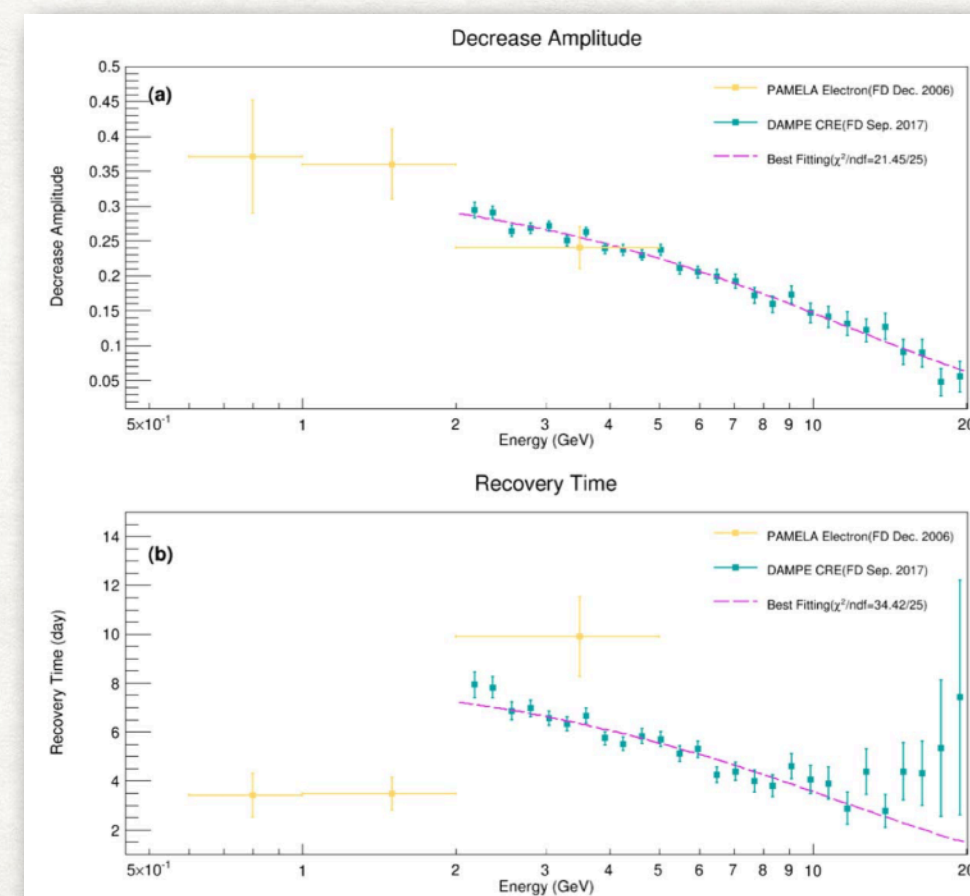 Decrease Amplitude
0.5
0.45
0.4
0.35
0.3
0.25
0.2
0.15
0.1
0.05
Decrease Amplitude
(a)
PAMELA Electron(FD Dec. 2006)
DAMPE CRE(FD Sep. 2017)
Best Fitting(χ²/ndf=21.45/25)
5×10⁻¹ 1 2 3 4 5 6 7 8 9 10 20
Energy (GeV)
Recovery Time
14
12
10
8
6
4
2
Recovery Time (day)
(b)
PAMELA Electron(FD Dec. 2006)
DAMPE CRE(FD Sep. 2017)
Best Fitting(χ²/ndf=34.42/25)
5×10⁻¹ 1 2 3 4 5 6 7 8 9 10 20
Energy (GeV)